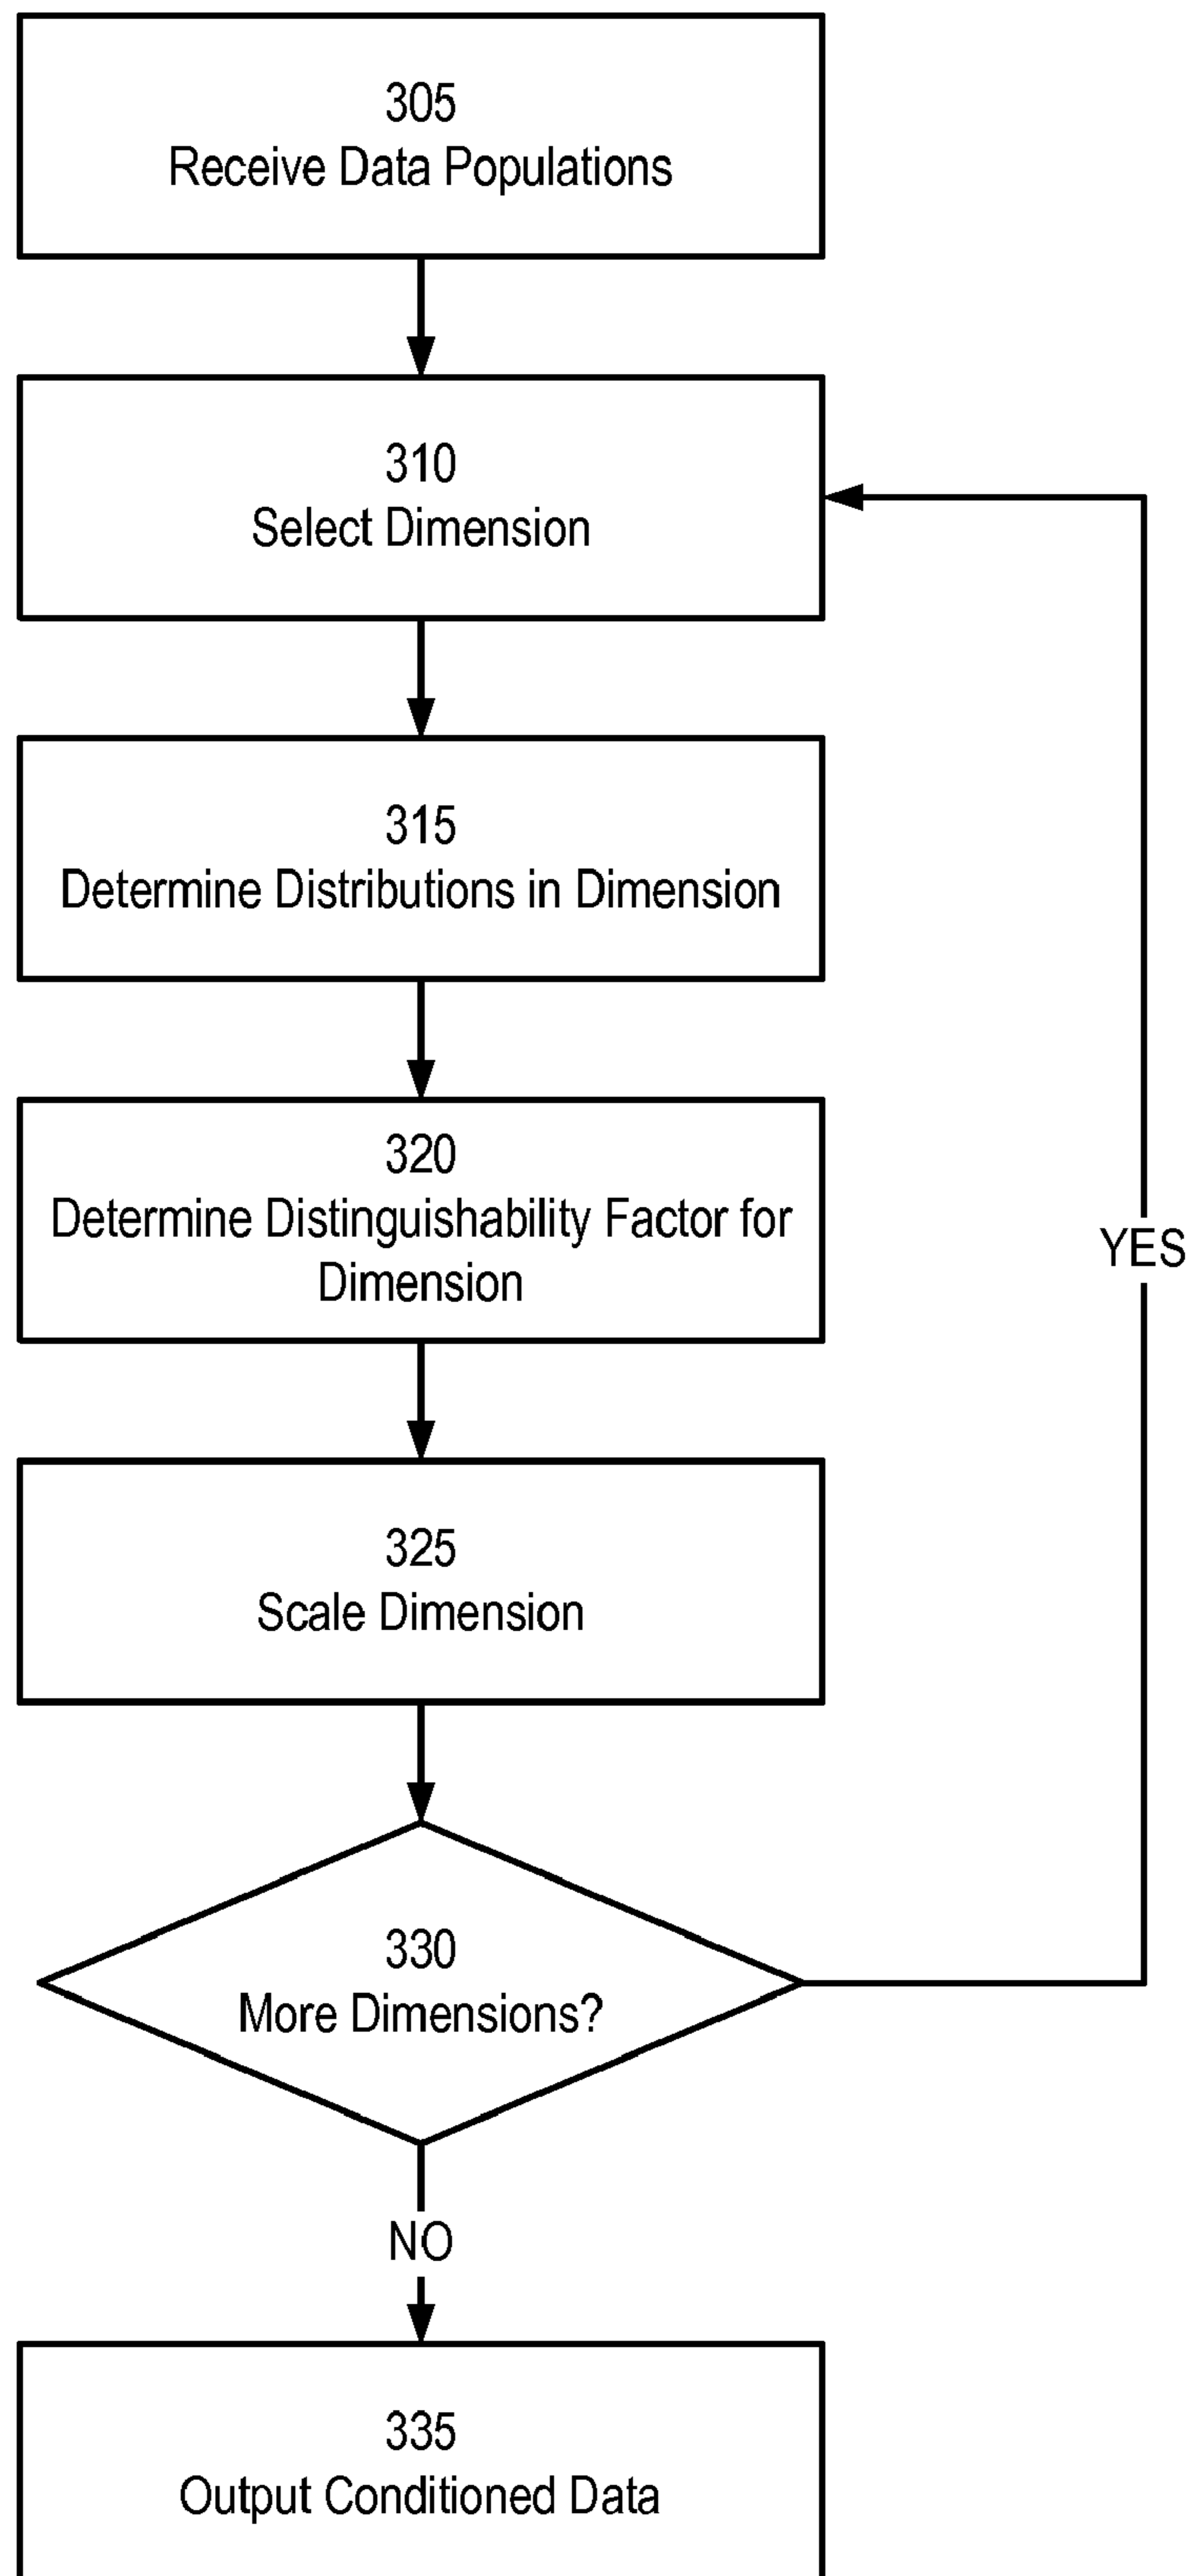 305
Receive Data Populations
310
Select Dimension
315
Determine Distributions in Dimension
320
Determine Distinguishability Factor for
Dimension
YES
325
Scale Dimension
330
More Dimensions?
NO
335
Output Conditioned Data